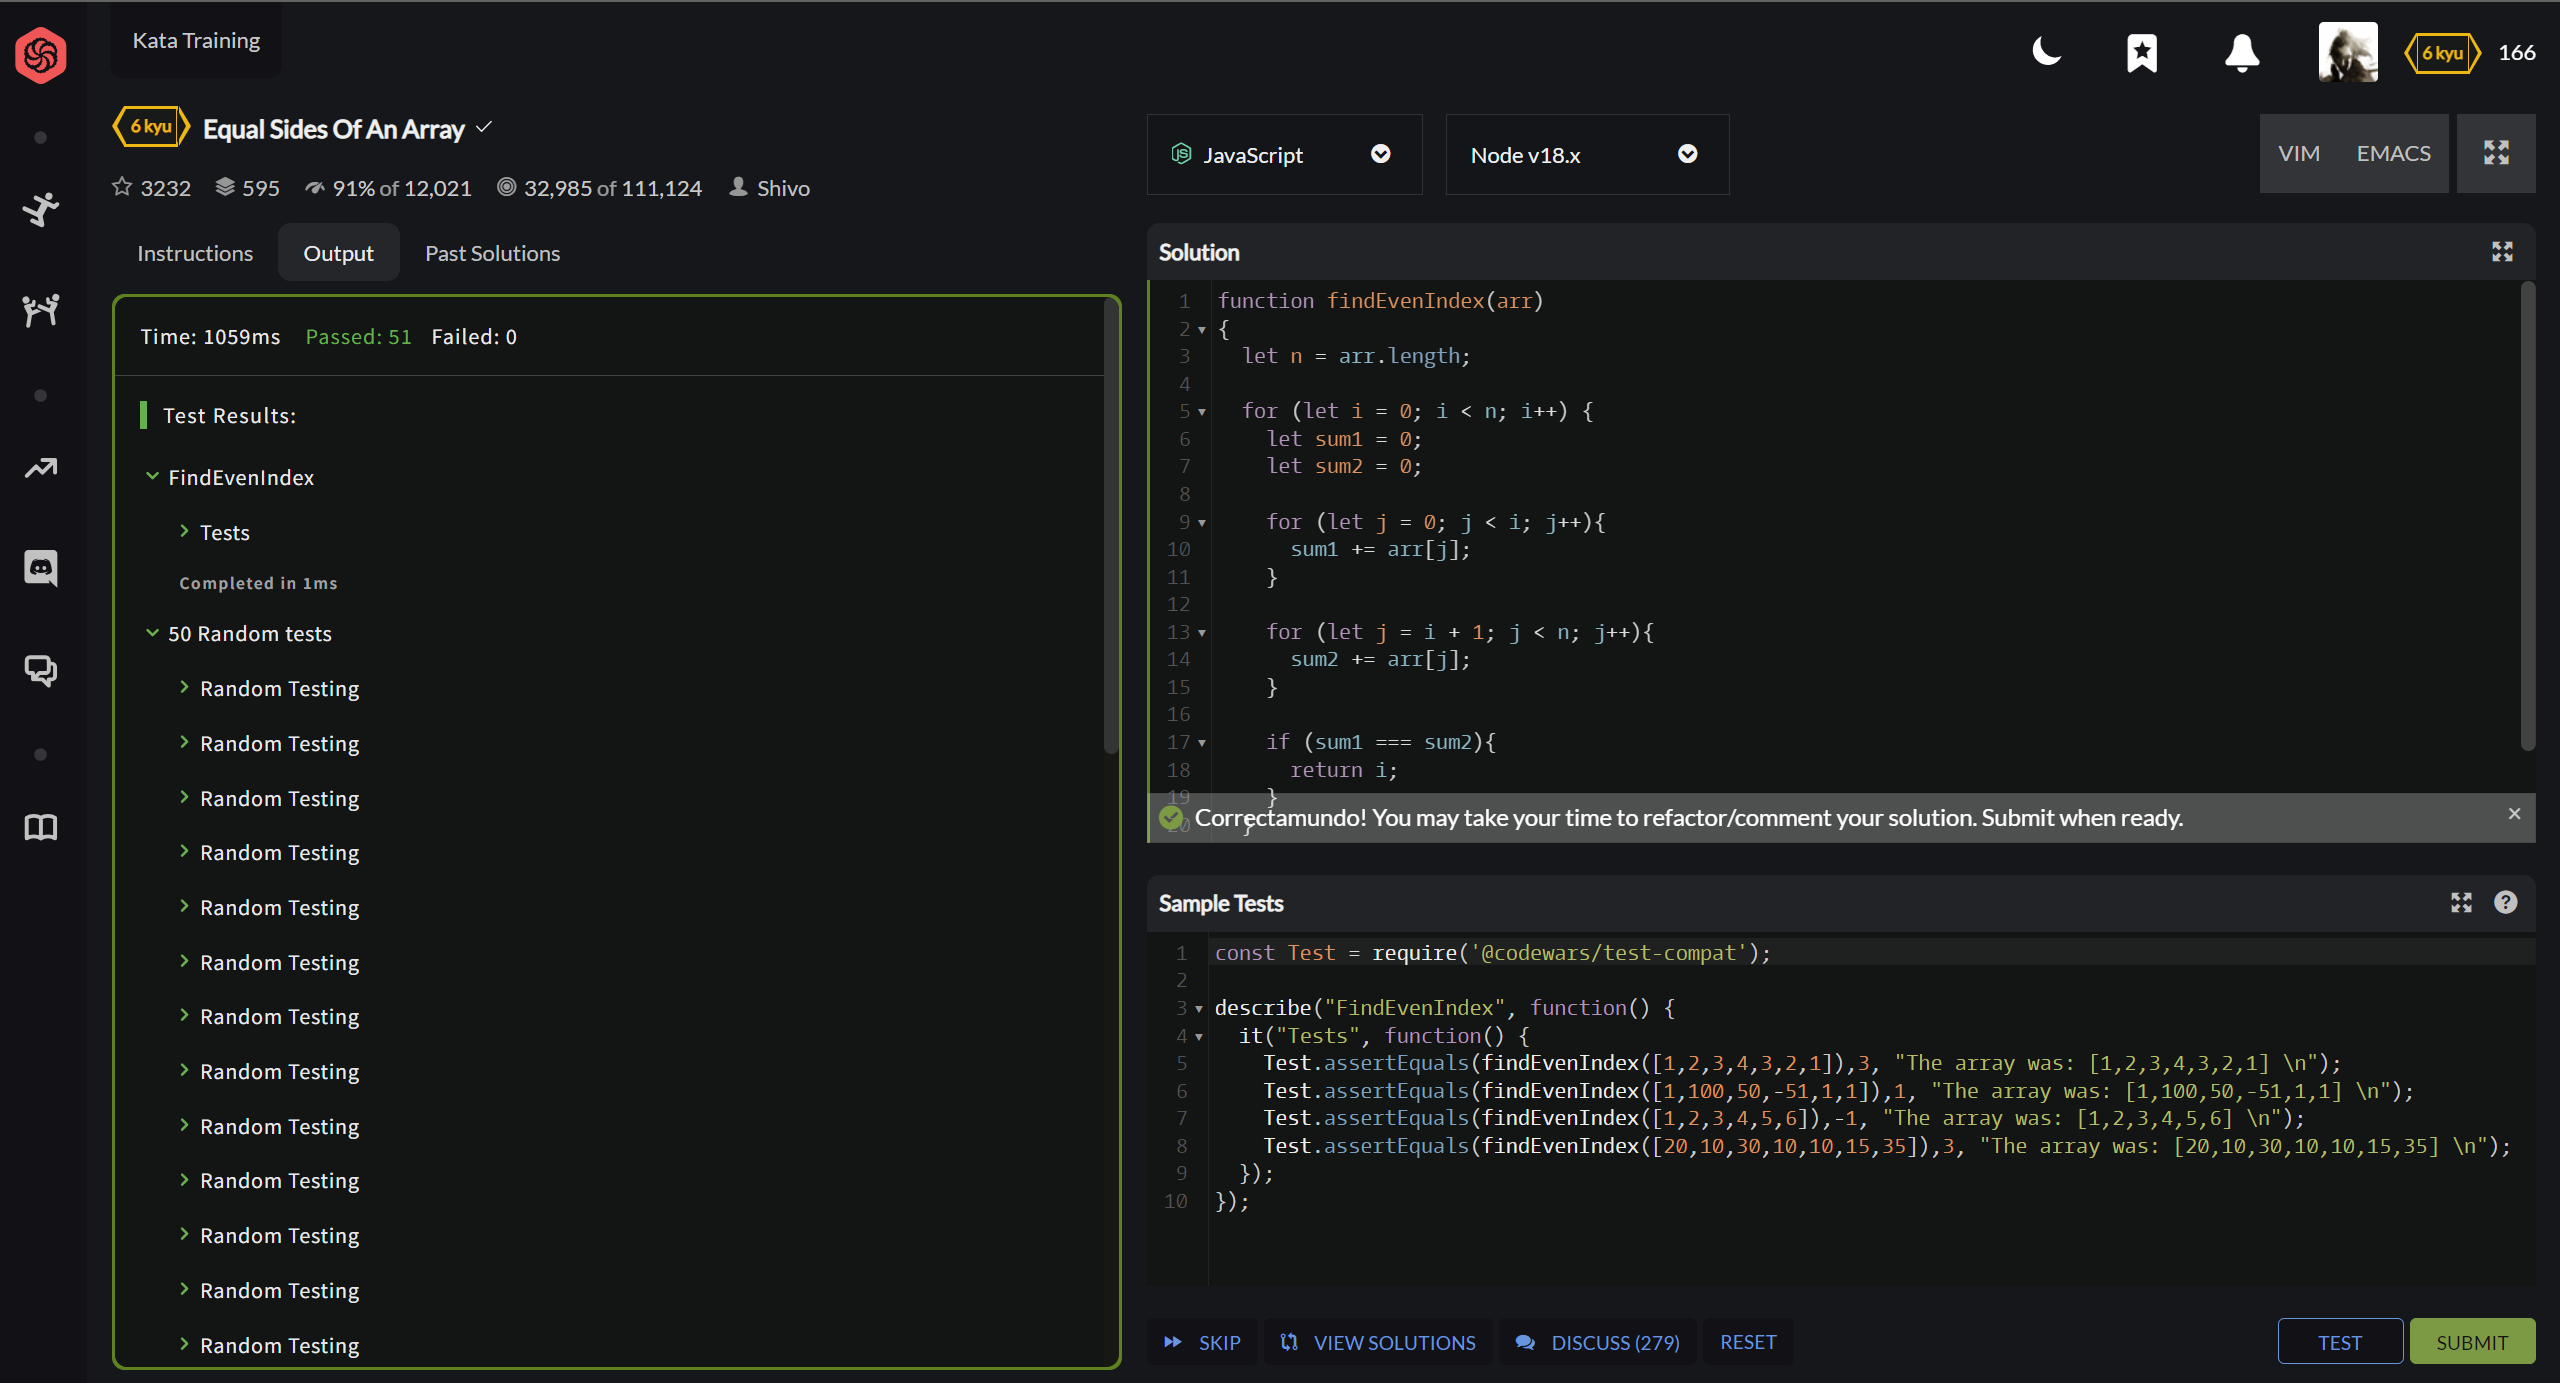 Kata Training
6 kyu
166
6 kyu
Equal Sides Of An Array
3232
595
91% of 12,021
32,985 of 111,124
Shivo
JavaScript
Node v18.x
VIM
EMACS
Instructions
Output
Past Solutions
Time: 1059ms Passed: 51 Failed: 0
Test Results:
FindEvenIndex
Tests
Completed in 1ms
50 Random tests
Random Testing
Random Testing
Random Testing
Random Testing
Random Testing
Random Testing
Random Testing
Random Testing
Random Testing
Random Testing
Random Testing
Random Testing
Random Testing
Solution
1 function findEvenIndex(arr)
2 {
3 let n = arr.length;
4
5 for (let i = 0; i < n; i++) {
6 let sum1 = 0;
7 let sum2 = 0;
8
9 for (let j = 0; j < i; j++){
10 sum1 += arr[j];
11 }
12
13 for (let j = i + 1; j < n; j++){
14 sum2 += arr[j];
15 }
16
17 if (sum1 === sum2){
18 return i;
19 }
20 }
Correctamundo! You may take your time to refactor/comment your solution. Submit when ready.
Sample Tests
1 const Test = require('@codewars/test-compat');
2
3 describe("FindEvenIndex", function() {
4 it("Tests", function() {
5 Test.assertEquals(findEvenIndex([1,2,3,4,3,2,1]),3, "The array was: [1,2,3,4,3,2,1] \n");
6 Test.assertEquals(findEvenIndex([1,100,50,-51,1,1]),1, "The array was: [1,100,50,-51,1,1] \n");
7 Test.assertEquals(findEvenIndex([1,2,3,4,5,6]),-1, "The array was: [1,2,3,4,5,6] \n");
8 Test.assertEquals(findEvenIndex([20,10,30,10,10,15,35]),3, "The array was: [20,10,30,10,10,15,35] \n");
9 });
10 });
SKIP
VIEW SOLUTIONS
DISCUSS (279)
RESET
TEST
SUBMIT